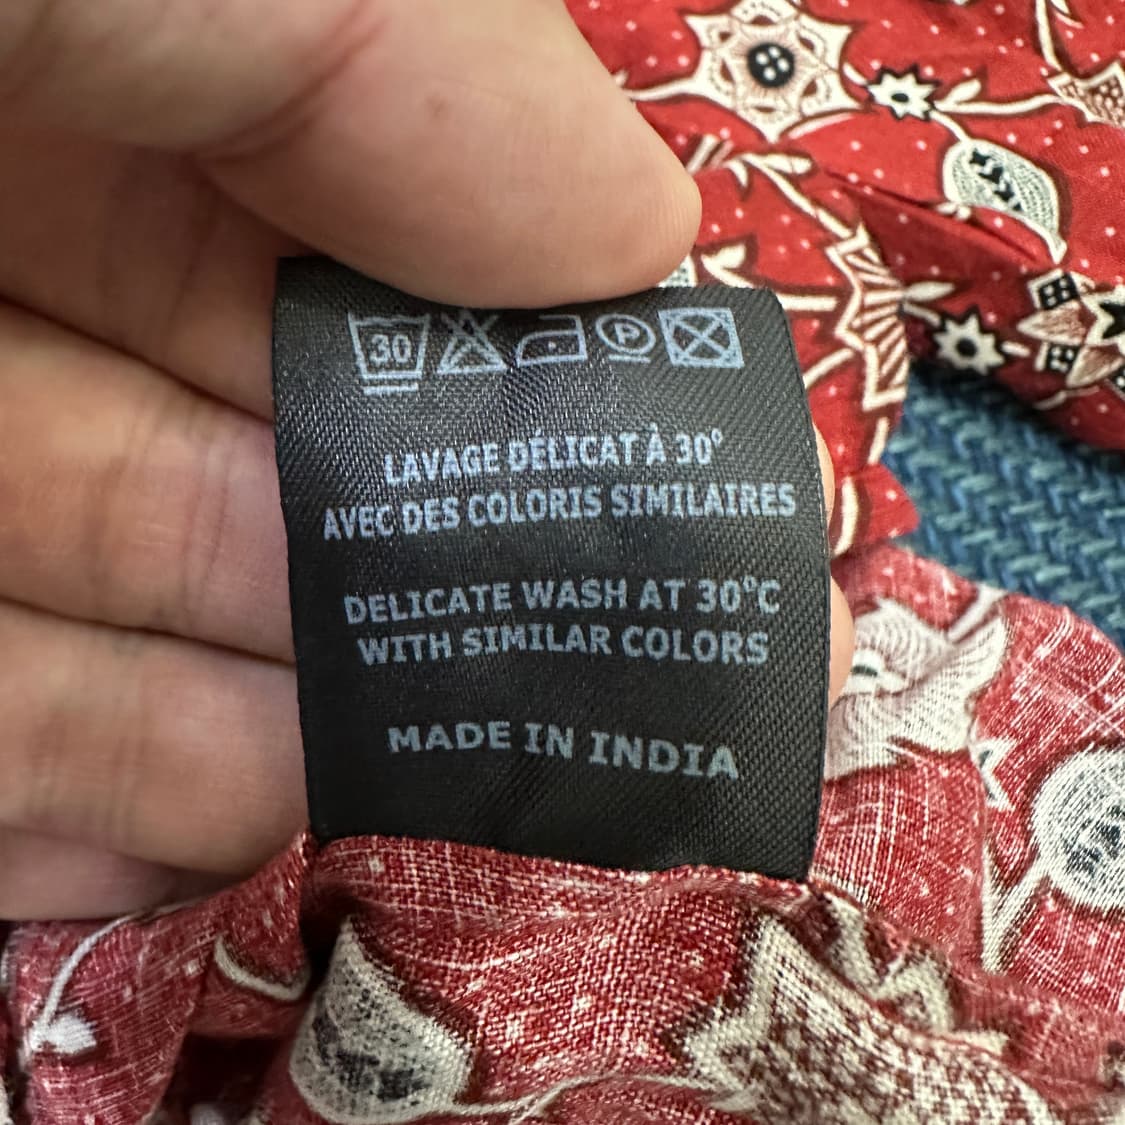 30 P
LAVAGE DÉLICAT À 30°
AVEC DES COLORIS SIMILAIRES
DELICATE WASH AT 30°C
WITH SIMILAR COLORS
MADE IN INDIA